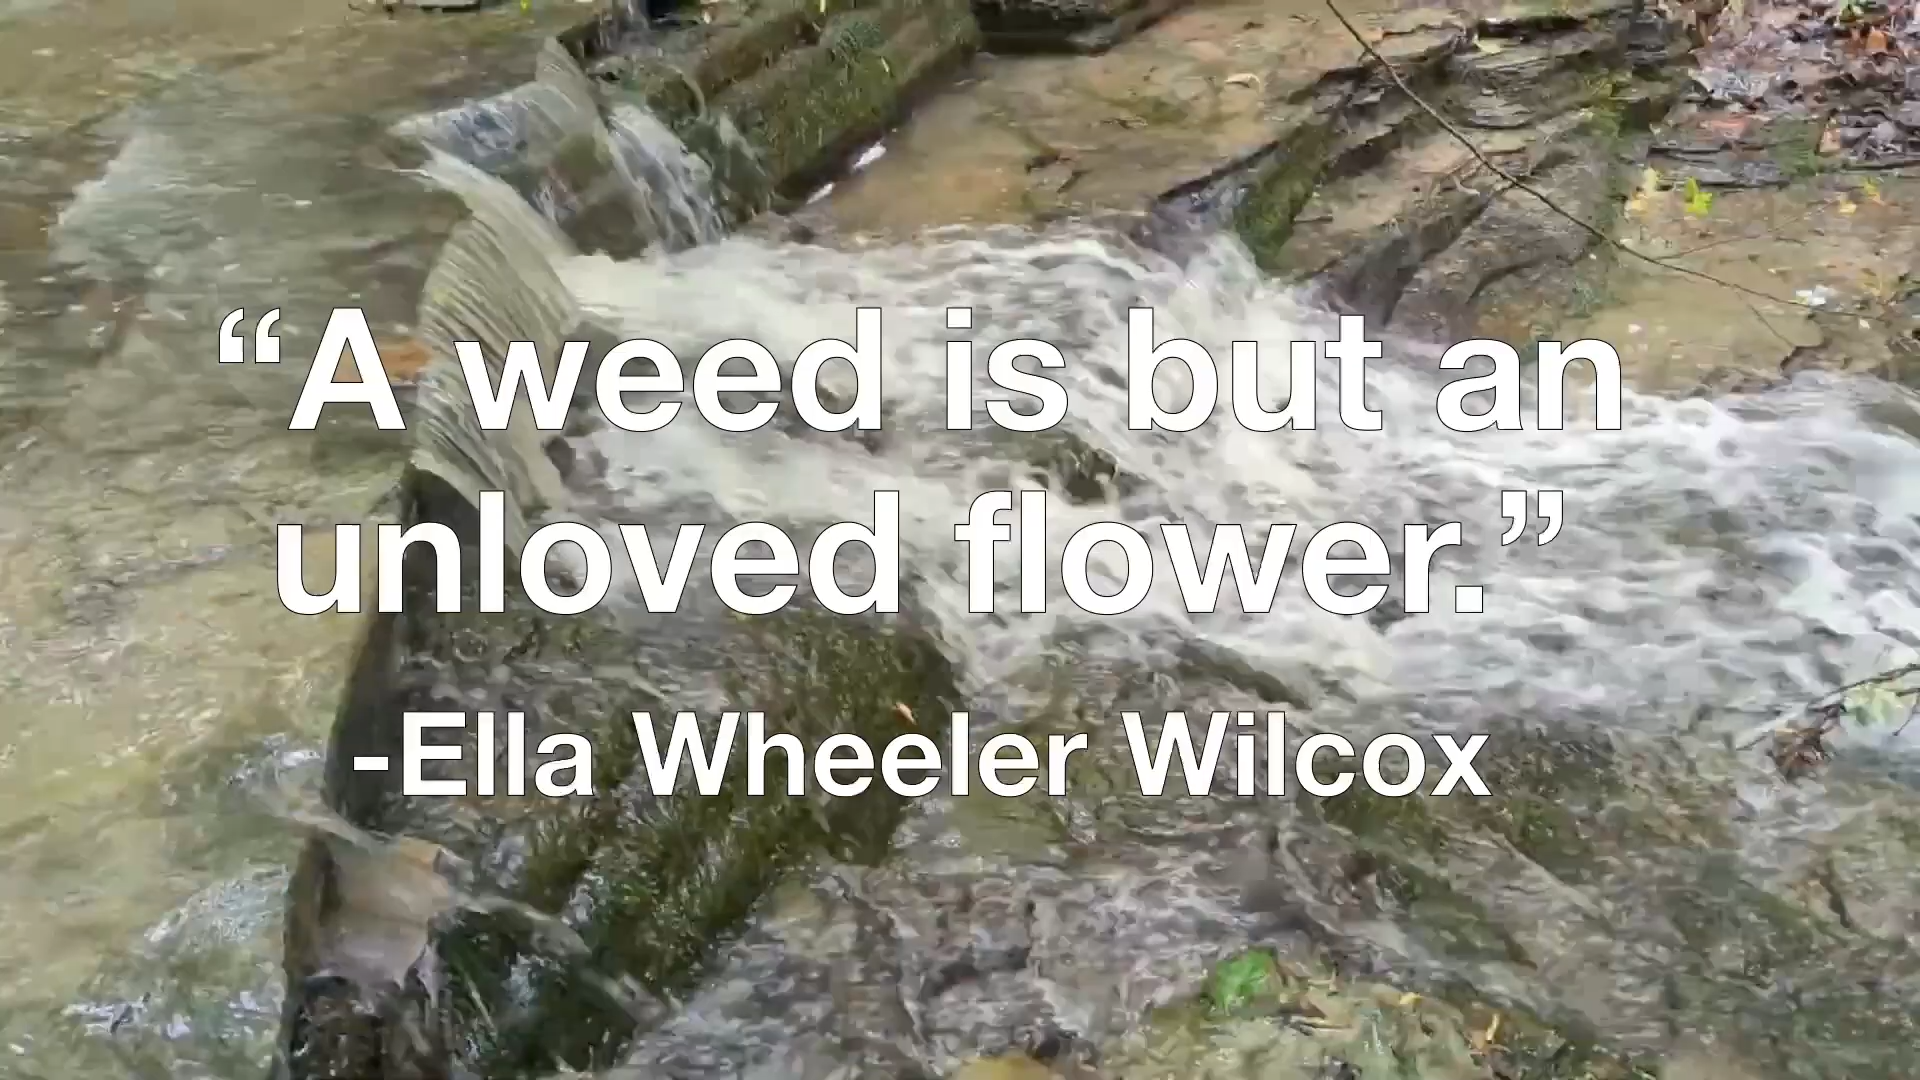 “A weed is but an
unloved flower.”
-Ella Wheeler Wilcox